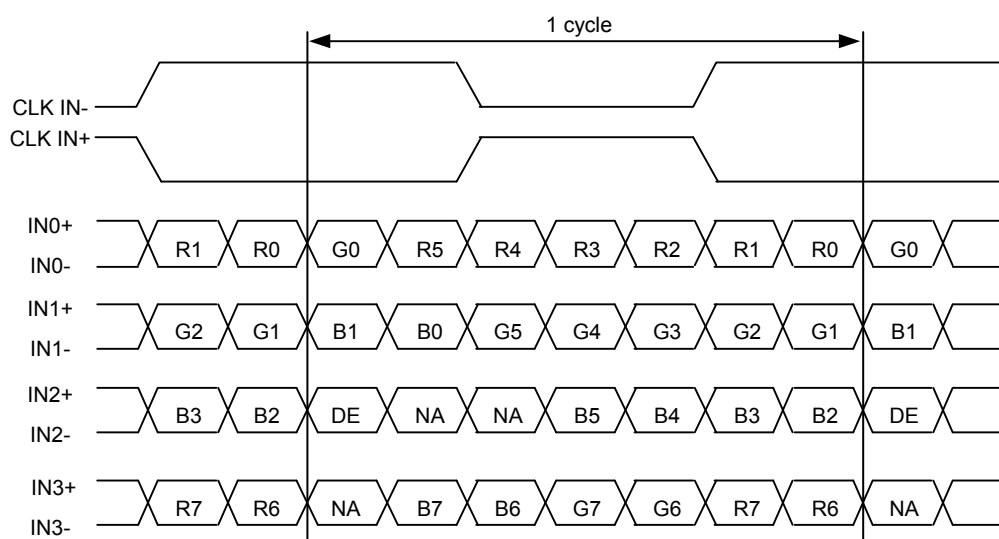 1 cycle
CLK IN-
CLK IN+
IN0+
R1 R0 G0 R5 R4 R3 R2 R1 R0 G0
IN0-
IN1+
G2 G1 B1 B0 G5 G4 G3 G2 G1 B1
IN1-
IN2+
B3 B2 DE NA NA B5 B4 B3 B2 DE
IN2-
IN3+
R7 R6 NA B7 B6 G7 G6 R7 R6 NA
IN3-